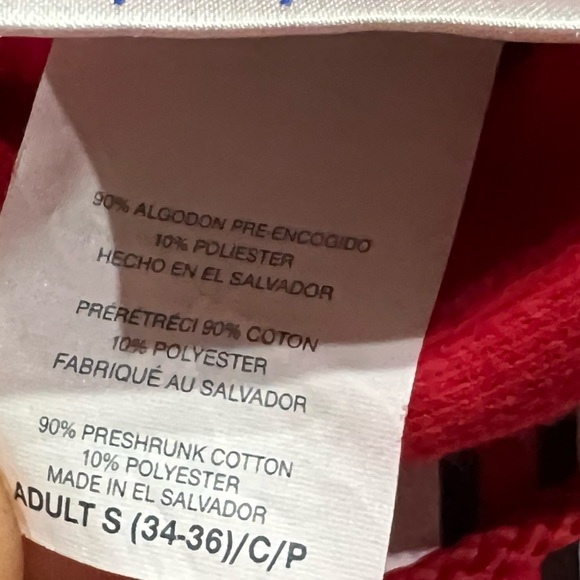 90% ALGODON PRE ENCOGIDO
10% POLIESTER
HECHO EN EL SALVADOR
PRÉRÉTRÉCI 90% COTON
10% POLYESTER
FABRIQUÉ AU SALVADOR
90% PRESHRUNK COTTON
10% POLYESTER
MADE IN EL SALVADOR
ADULT S (34-36)/C/P